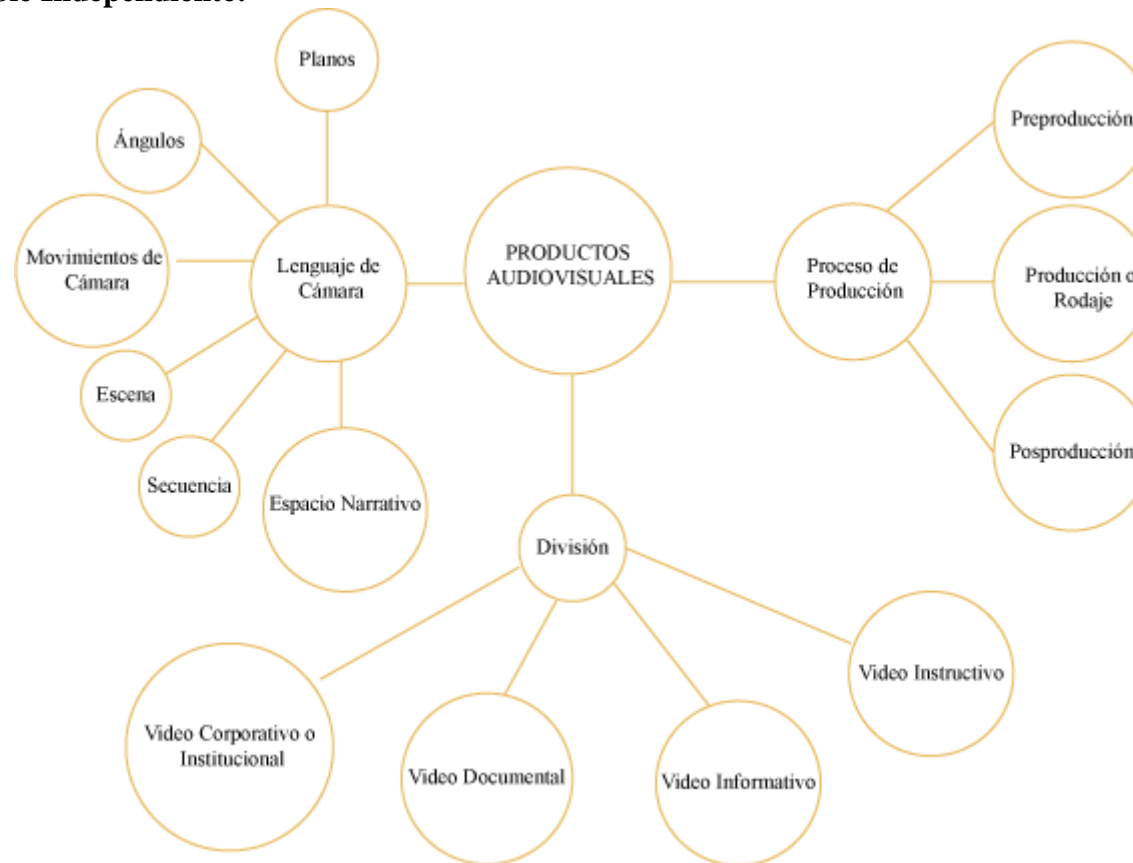 Planos
Ángulos
Movimientos de
Cámara
Lenguaje de
Cámara
Escena
Secuencia
Espacio Narrativo
PRODUCTOS
AUDIOVISUALES
Proceso de
Producción
Preproducción
Producción o
Rodaje
Posproducción
División
Video Corporativo o
Institucional
Video Documental
Video Informativo
Video Instructivo